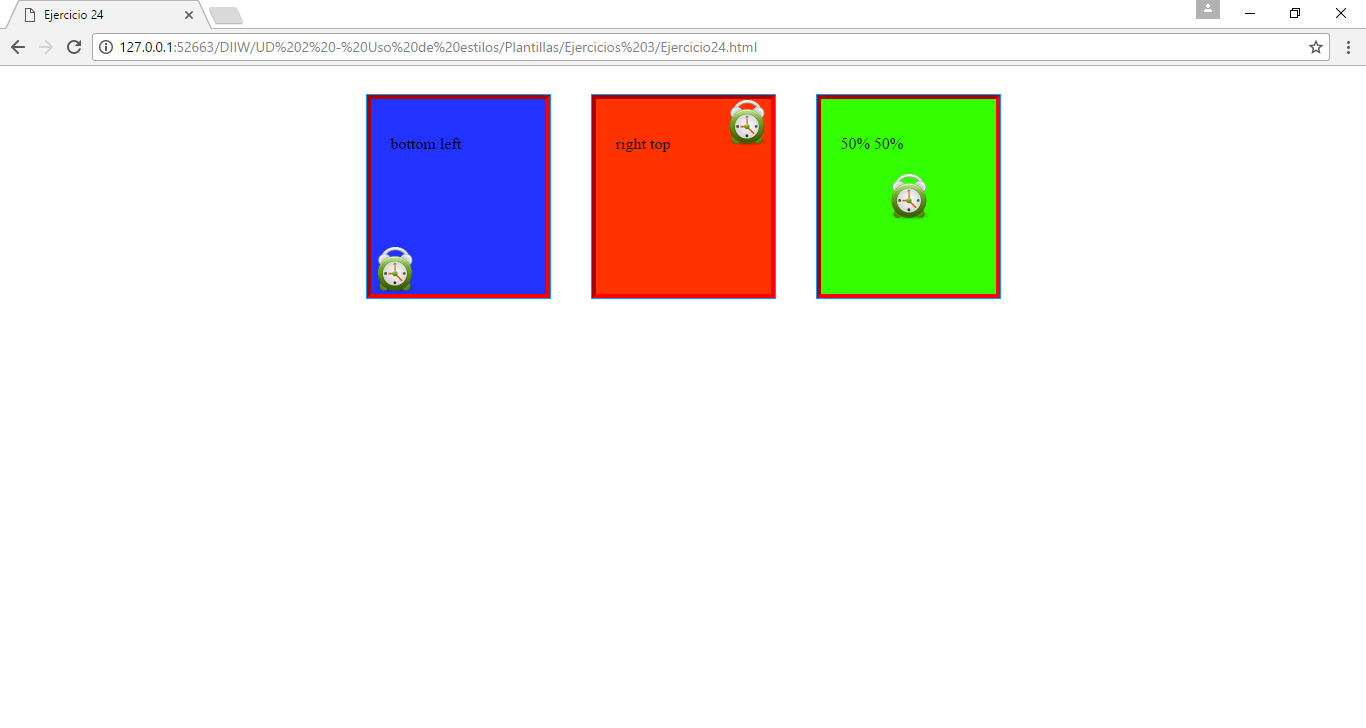 Ejercicio 24
127.0.0.1:52663/DIIW/UD%202%20-%20Uso%20de%20estilos/Plantillas/Ejercicios%203/Ejercicio24.html
bottom left
right top
50% 50%